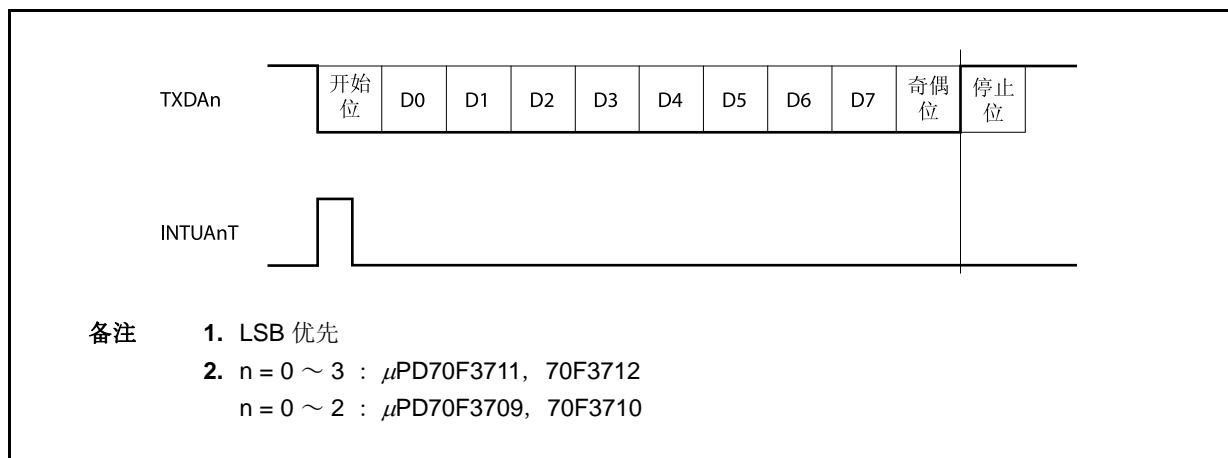 TXDAn 开始位 D0 D1 D2 D3 D4 D5 D6 D7 奇偶位 停止位
INTUAnT
备注 1. LSB 优先
2. n = 0 ～ 3 : μPD70F3711, 70F3712
n = 0 ～ 2 : μPD70F3709, 70F3710